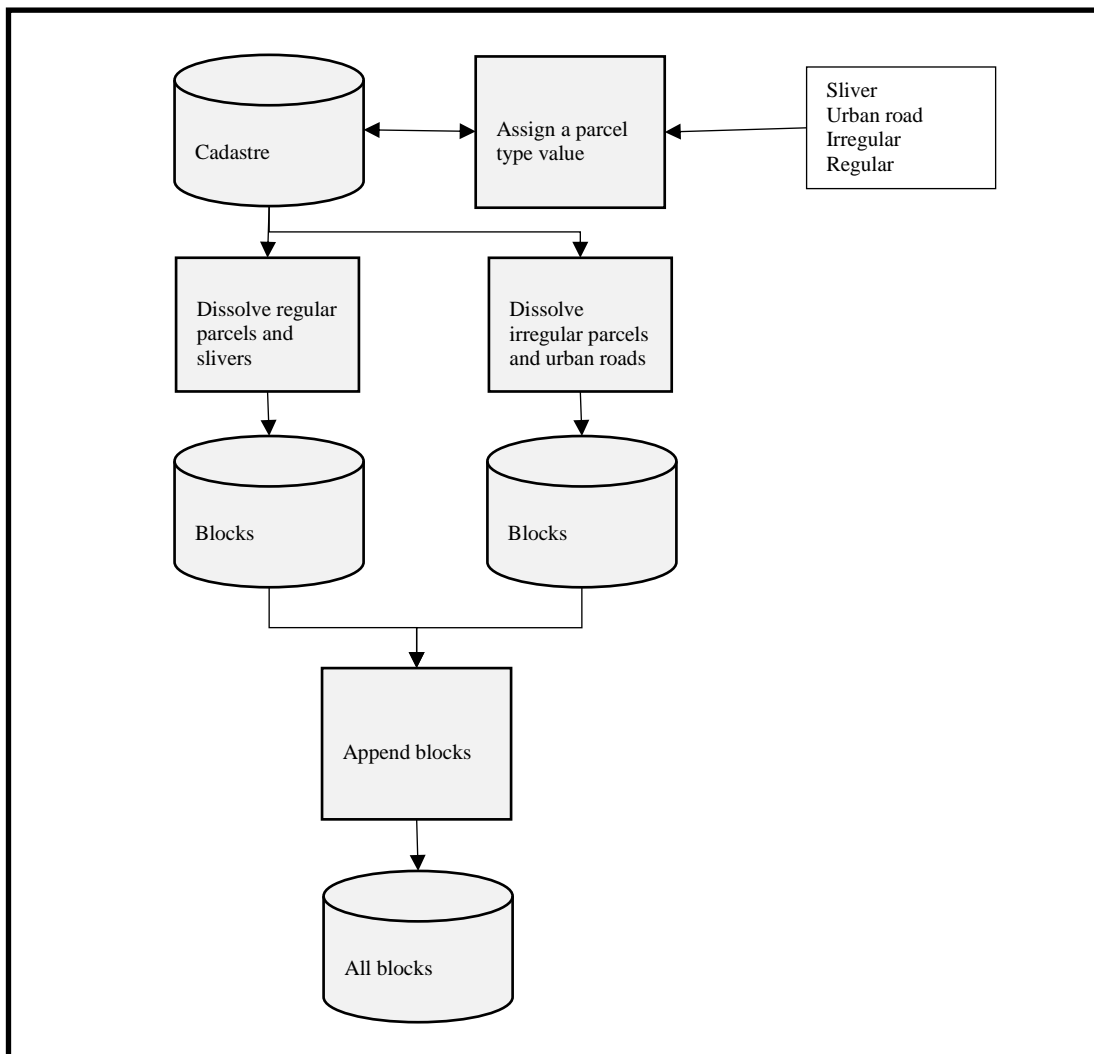 Cadastre
Assign a parcel
type value
Sliver
Urban road
Irregular
Regular
Dissolve regular
parcels and
slivers
Dissolve
irregular parcels
and urban roads
Blocks
Blocks
Append blocks
All blocks